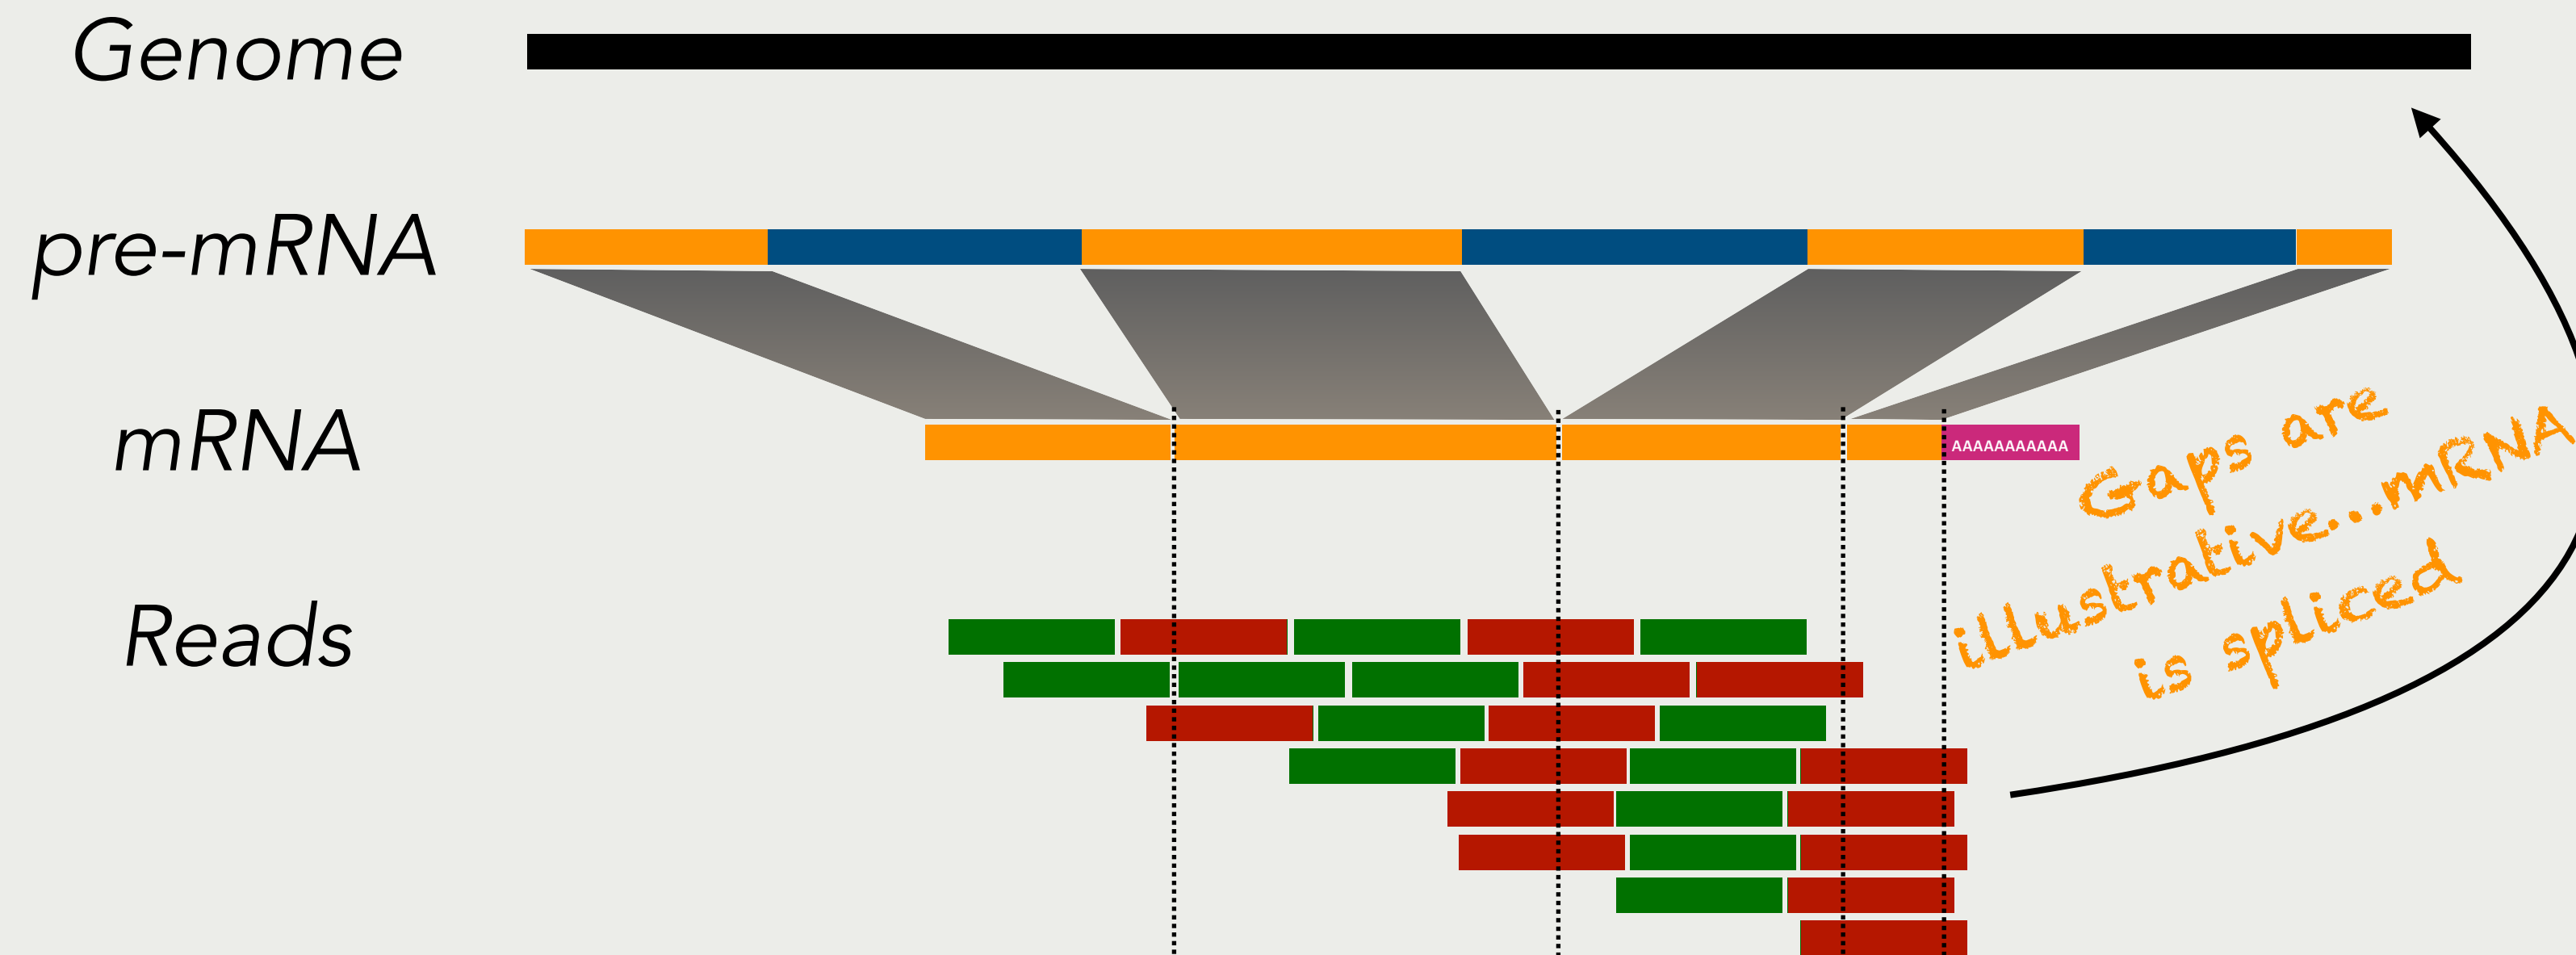 Genome
pre-mRNA
mRNA
AAAAAAAAAAA
Gaps are
illustrative...mRNA
is spliced
Reads